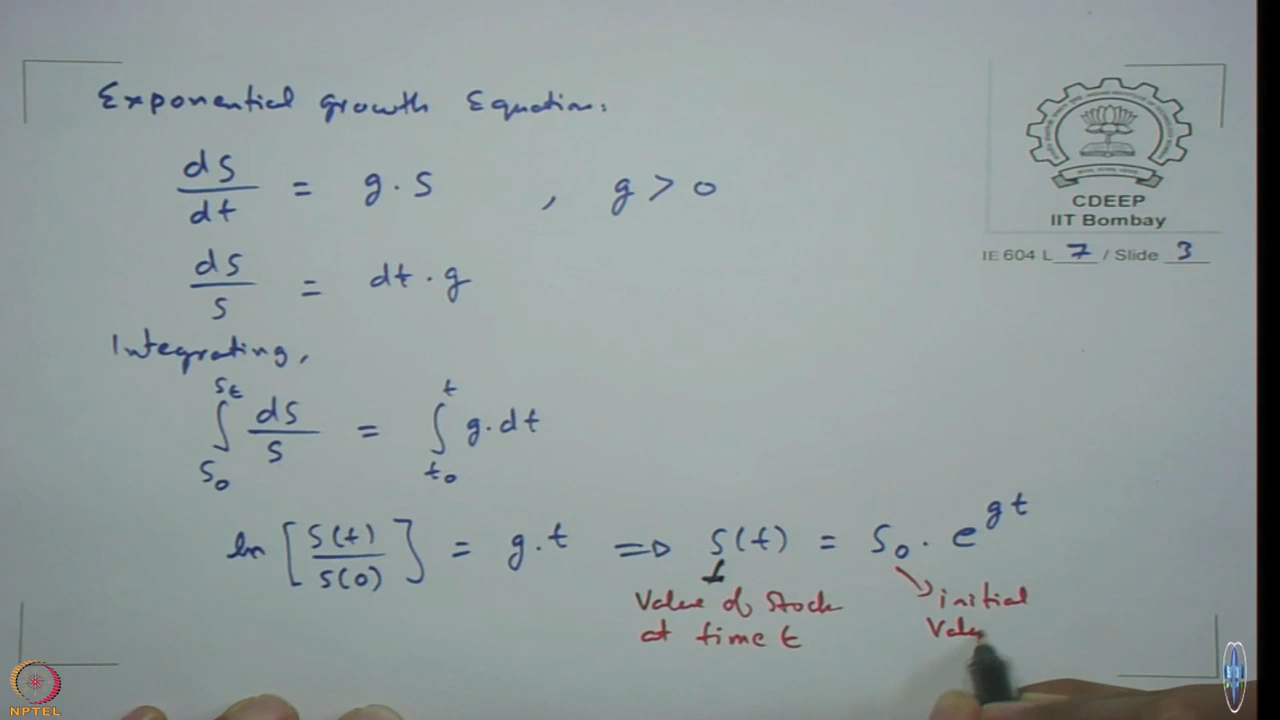 Exponential growth Equation:
dS/dt = g · S , g > 0
dS/S = dt · g
Integrating,
∫_{S_0}^{S_t} dS/S = ∫_{t_0}^{t} g · dt
ln [S(t)/S(0)] = g · t ⇒ S(t) = S_0 · e^{gt}
Value of Stock
at time t
initial
CDEEP
IIT Bombay
IE 604 L 7 / Slide 3
NPTEL